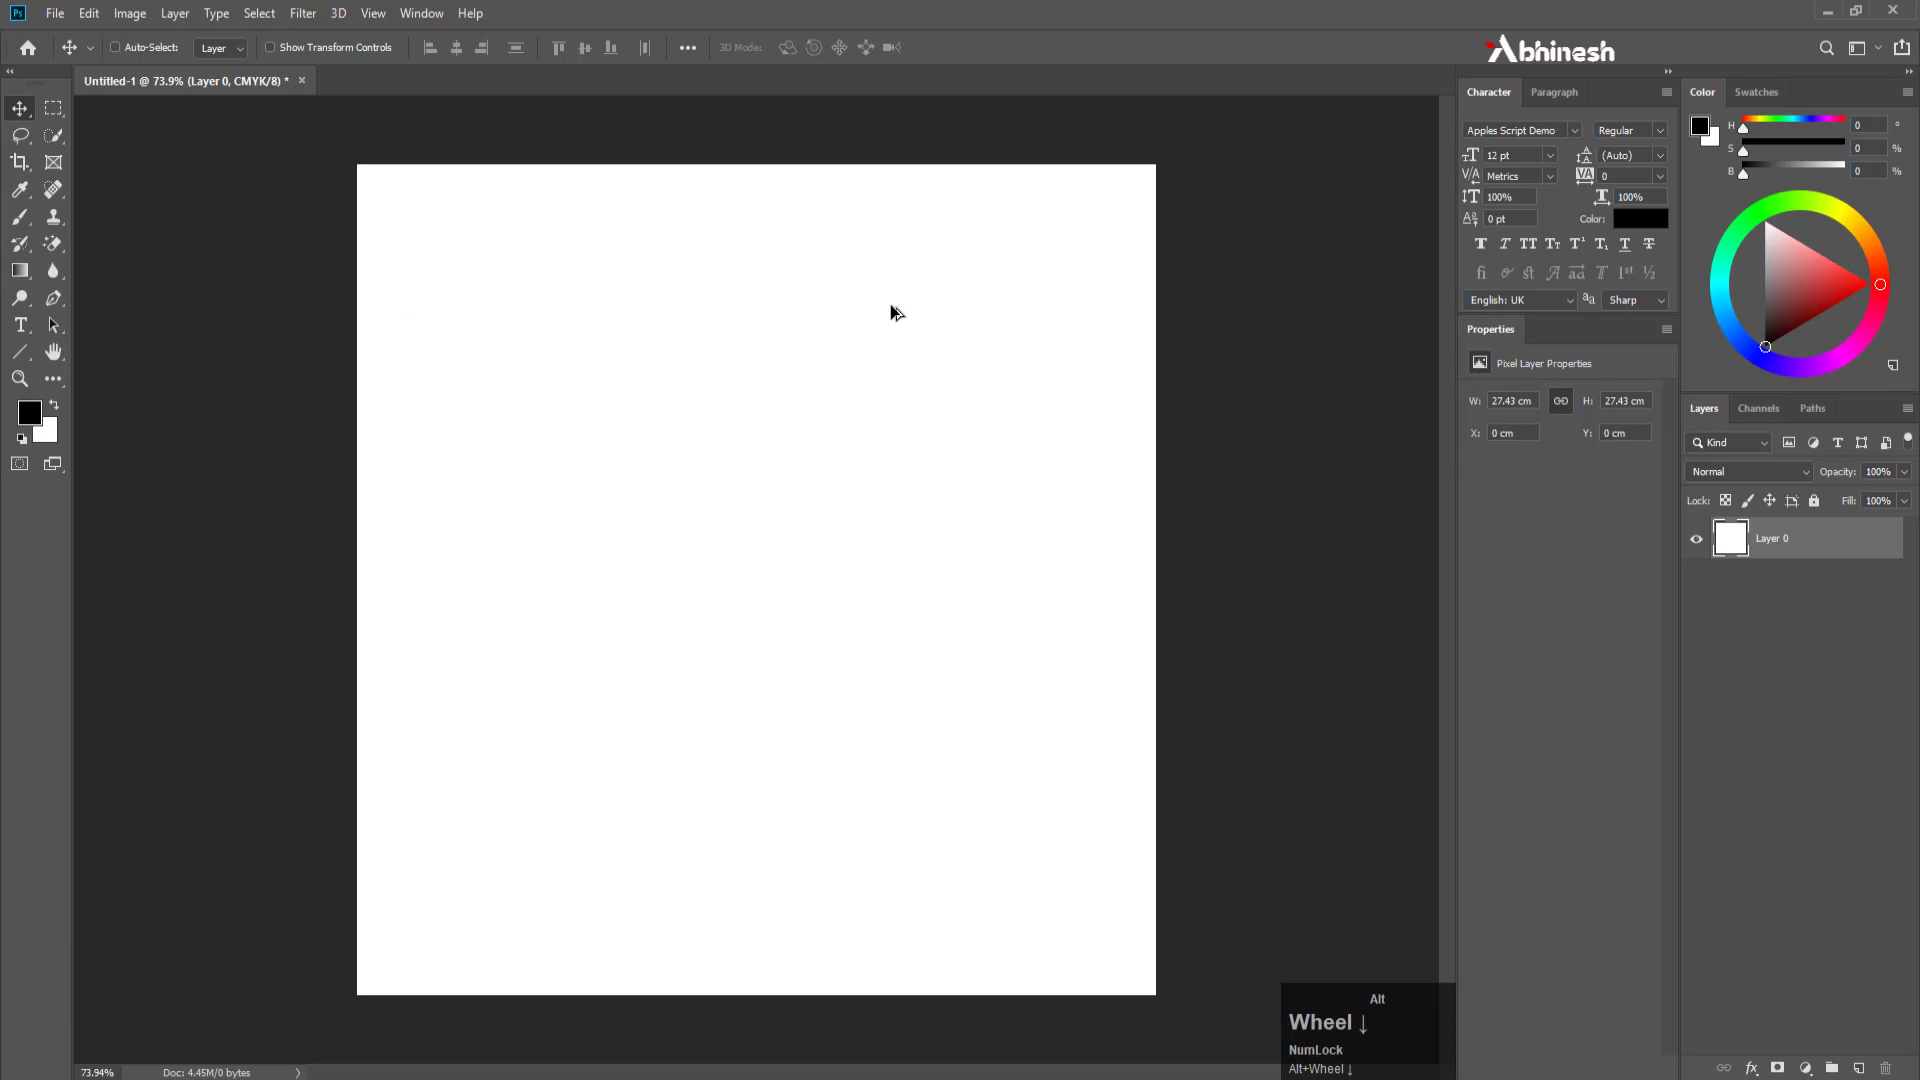 Ps File Edit Image Layer Type Select Filter 3D View Window Help
Auto-Select: Layer Show Transform Controls 3D Mode: Abhinesh
Untitled-1 @ 73.9% (Layer 0, CMYK/8) *
Character Paragraph
Apples Script Demo Regular
12 pt (Auto)
Metrics 0
100% 100%
0 pt Color:
English: UK Sharp
Properties
Pixel Layer Properties
W: 27.43 cm H: 27.43 cm
X: 0 cm Y: 0 cm
Color Swatches
H 0 °
S 0 %
B 0 %
Layers Channels Paths
Kind
Normal Opacity: 100%
Lock: Fill: 100%
Layer 0
Alt
Wheel ↓
NumLock
Alt+Wheel ↓
73.94% Doc: 4.45M/0 bytes